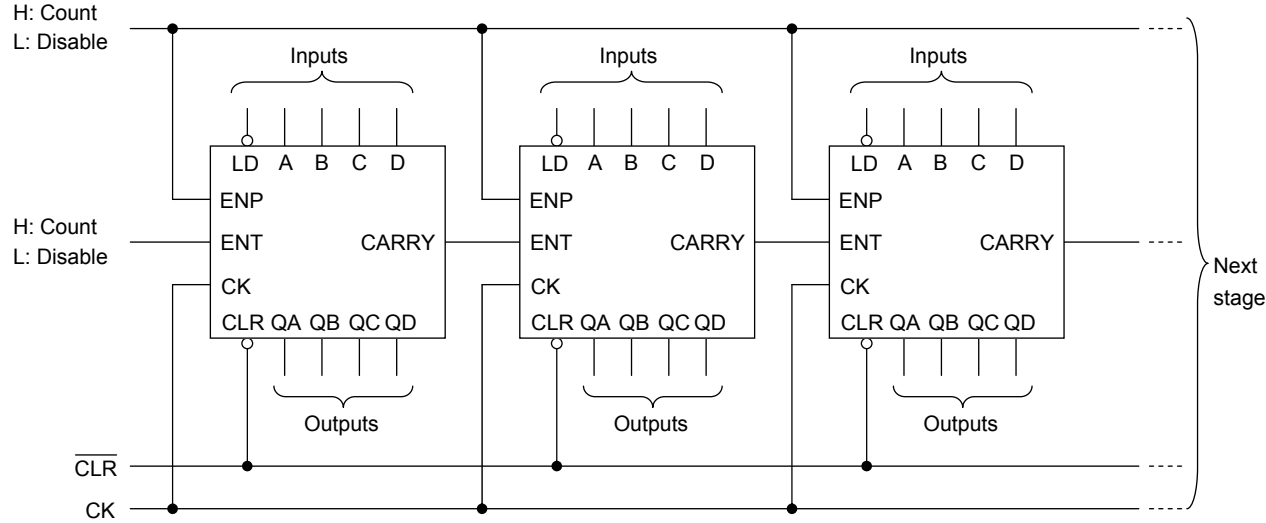 H: Count
L: Disable
Inputs
Inputs
Inputs
LD A B C D
LD A B C D
LD A B C D
ENP
ENP
ENP
H: Count
L: Disable
ENT CARRY
ENT CARRY
ENT CARRY
Next
stage
CK
CK
CK
CLR QA QB QC QD
CLR QA QB QC QD
CLR QA QB QC QD
Outputs
Outputs
Outputs
CLR
CK